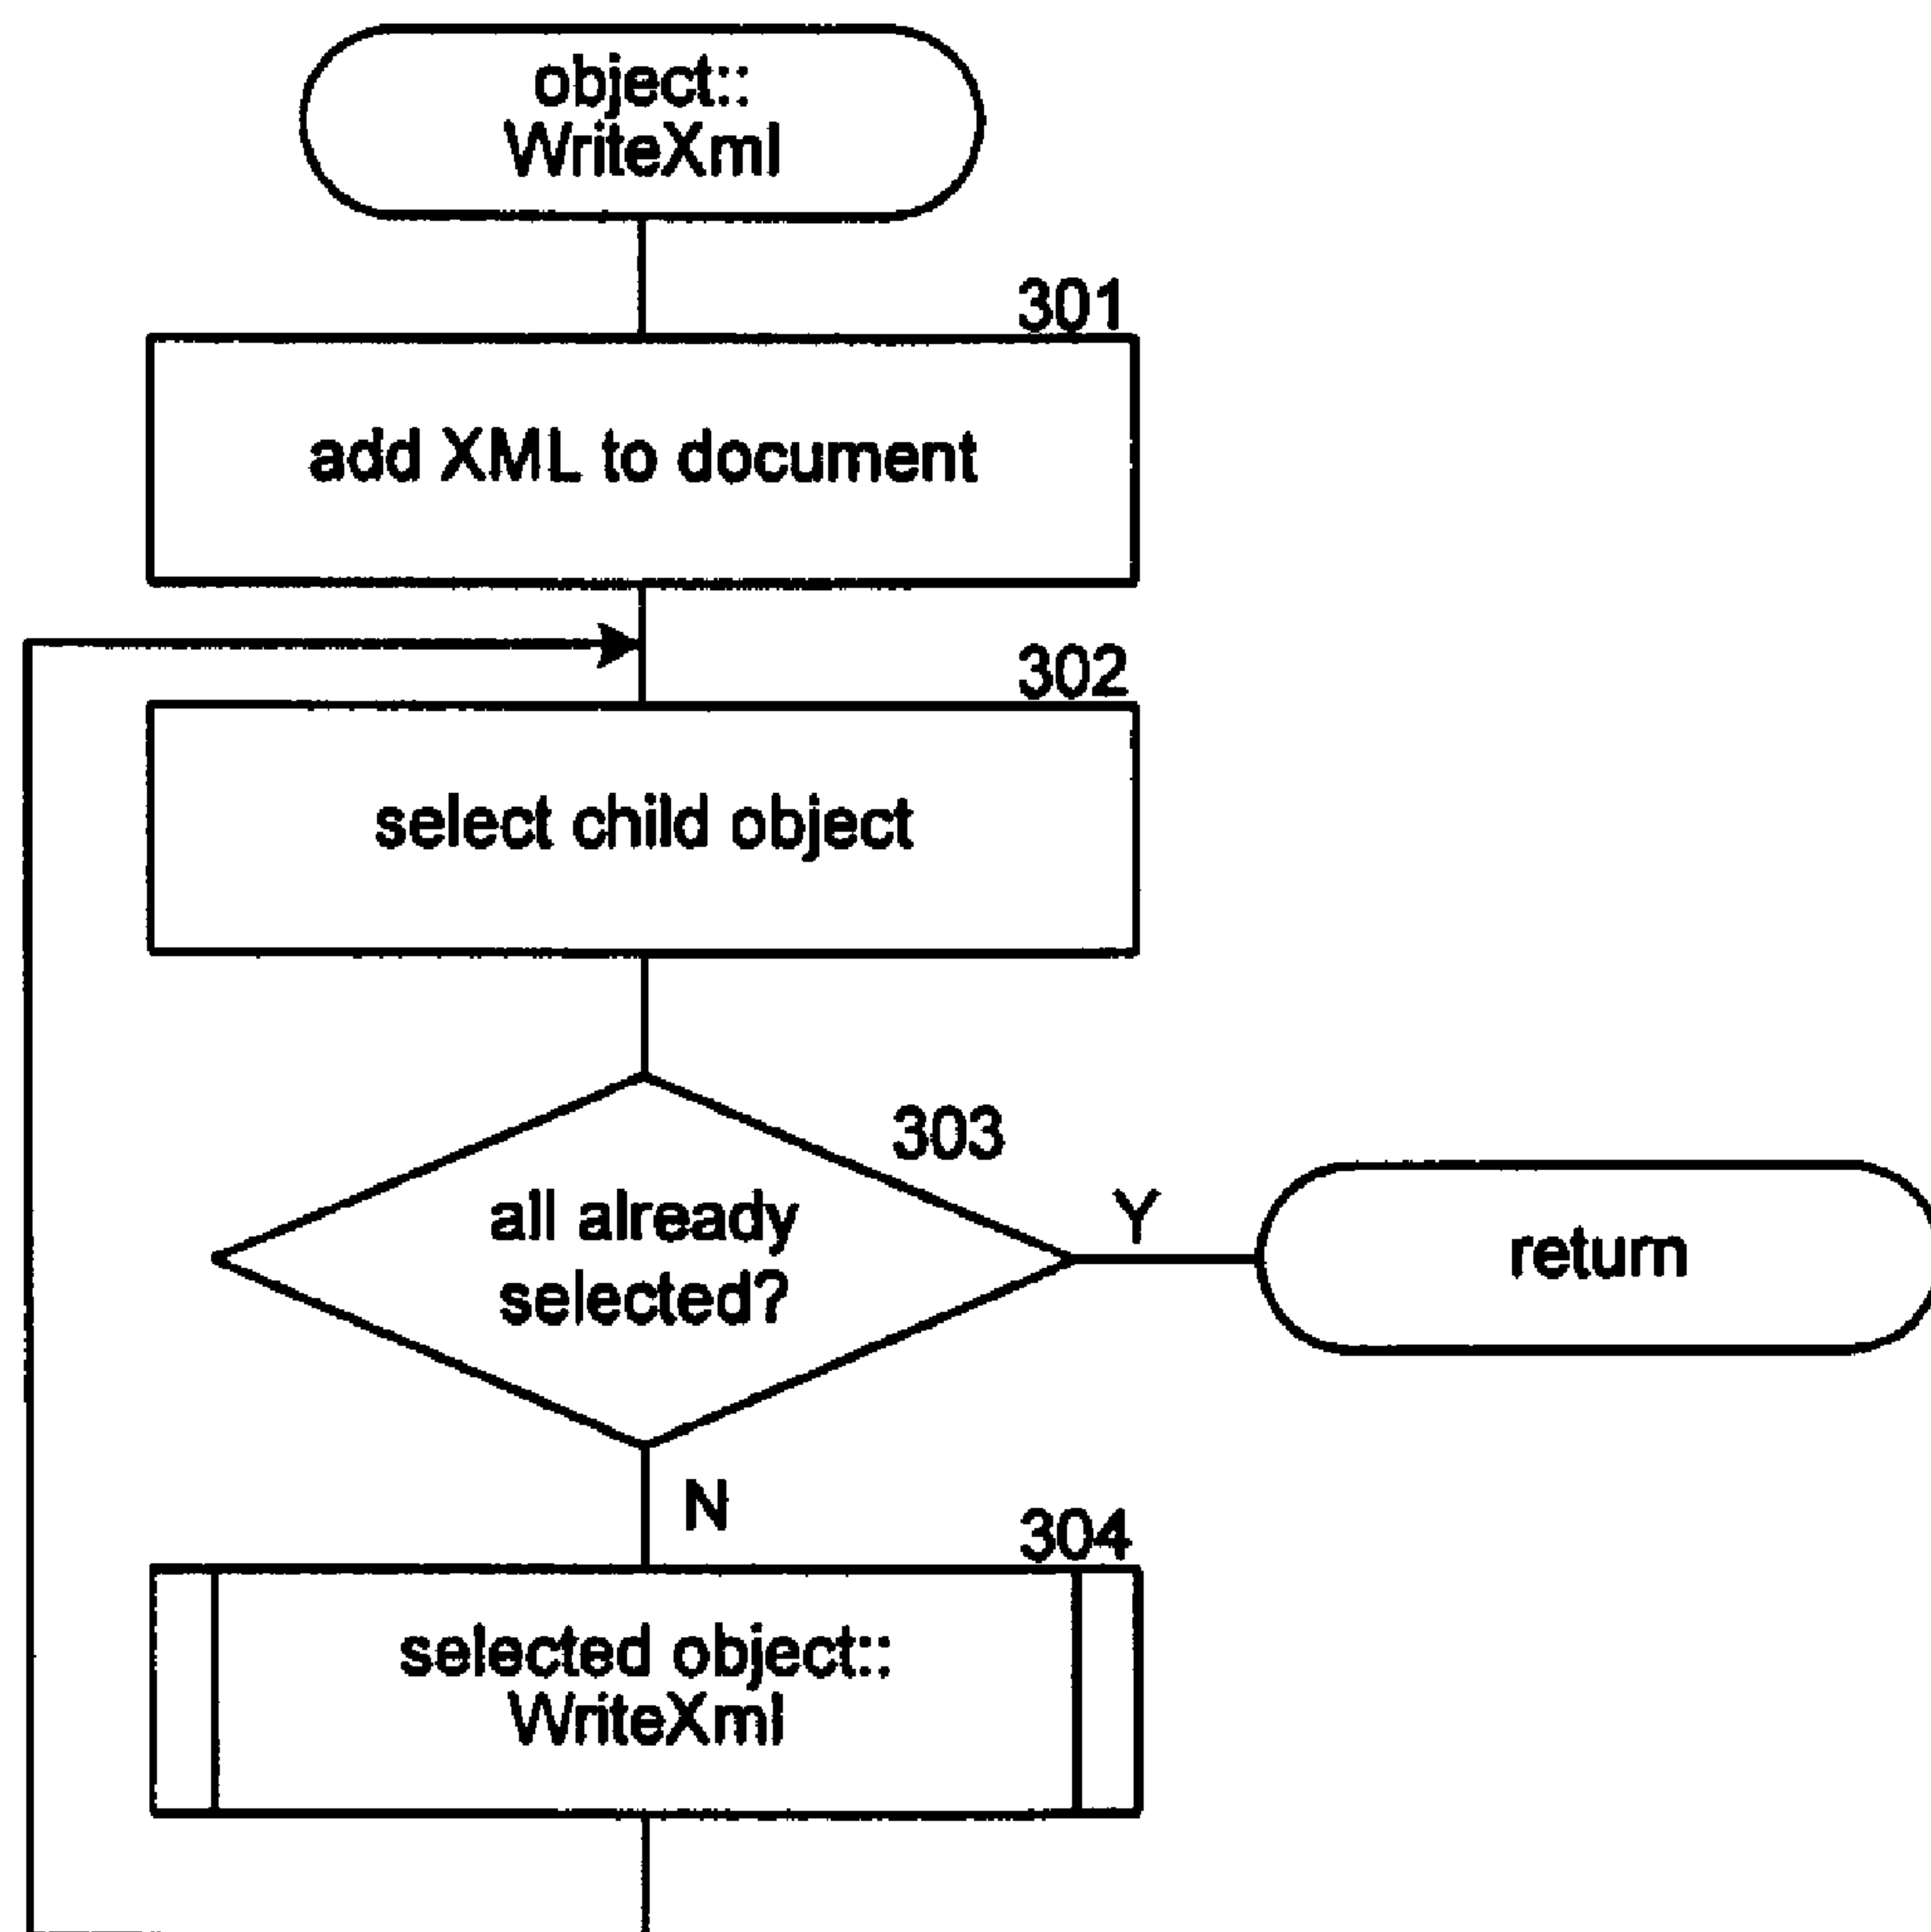 object::
WriteXml
301
add XML to document
302
select child object
303
all already
selected?
Y
return
N
304
selected object::
WriteXml